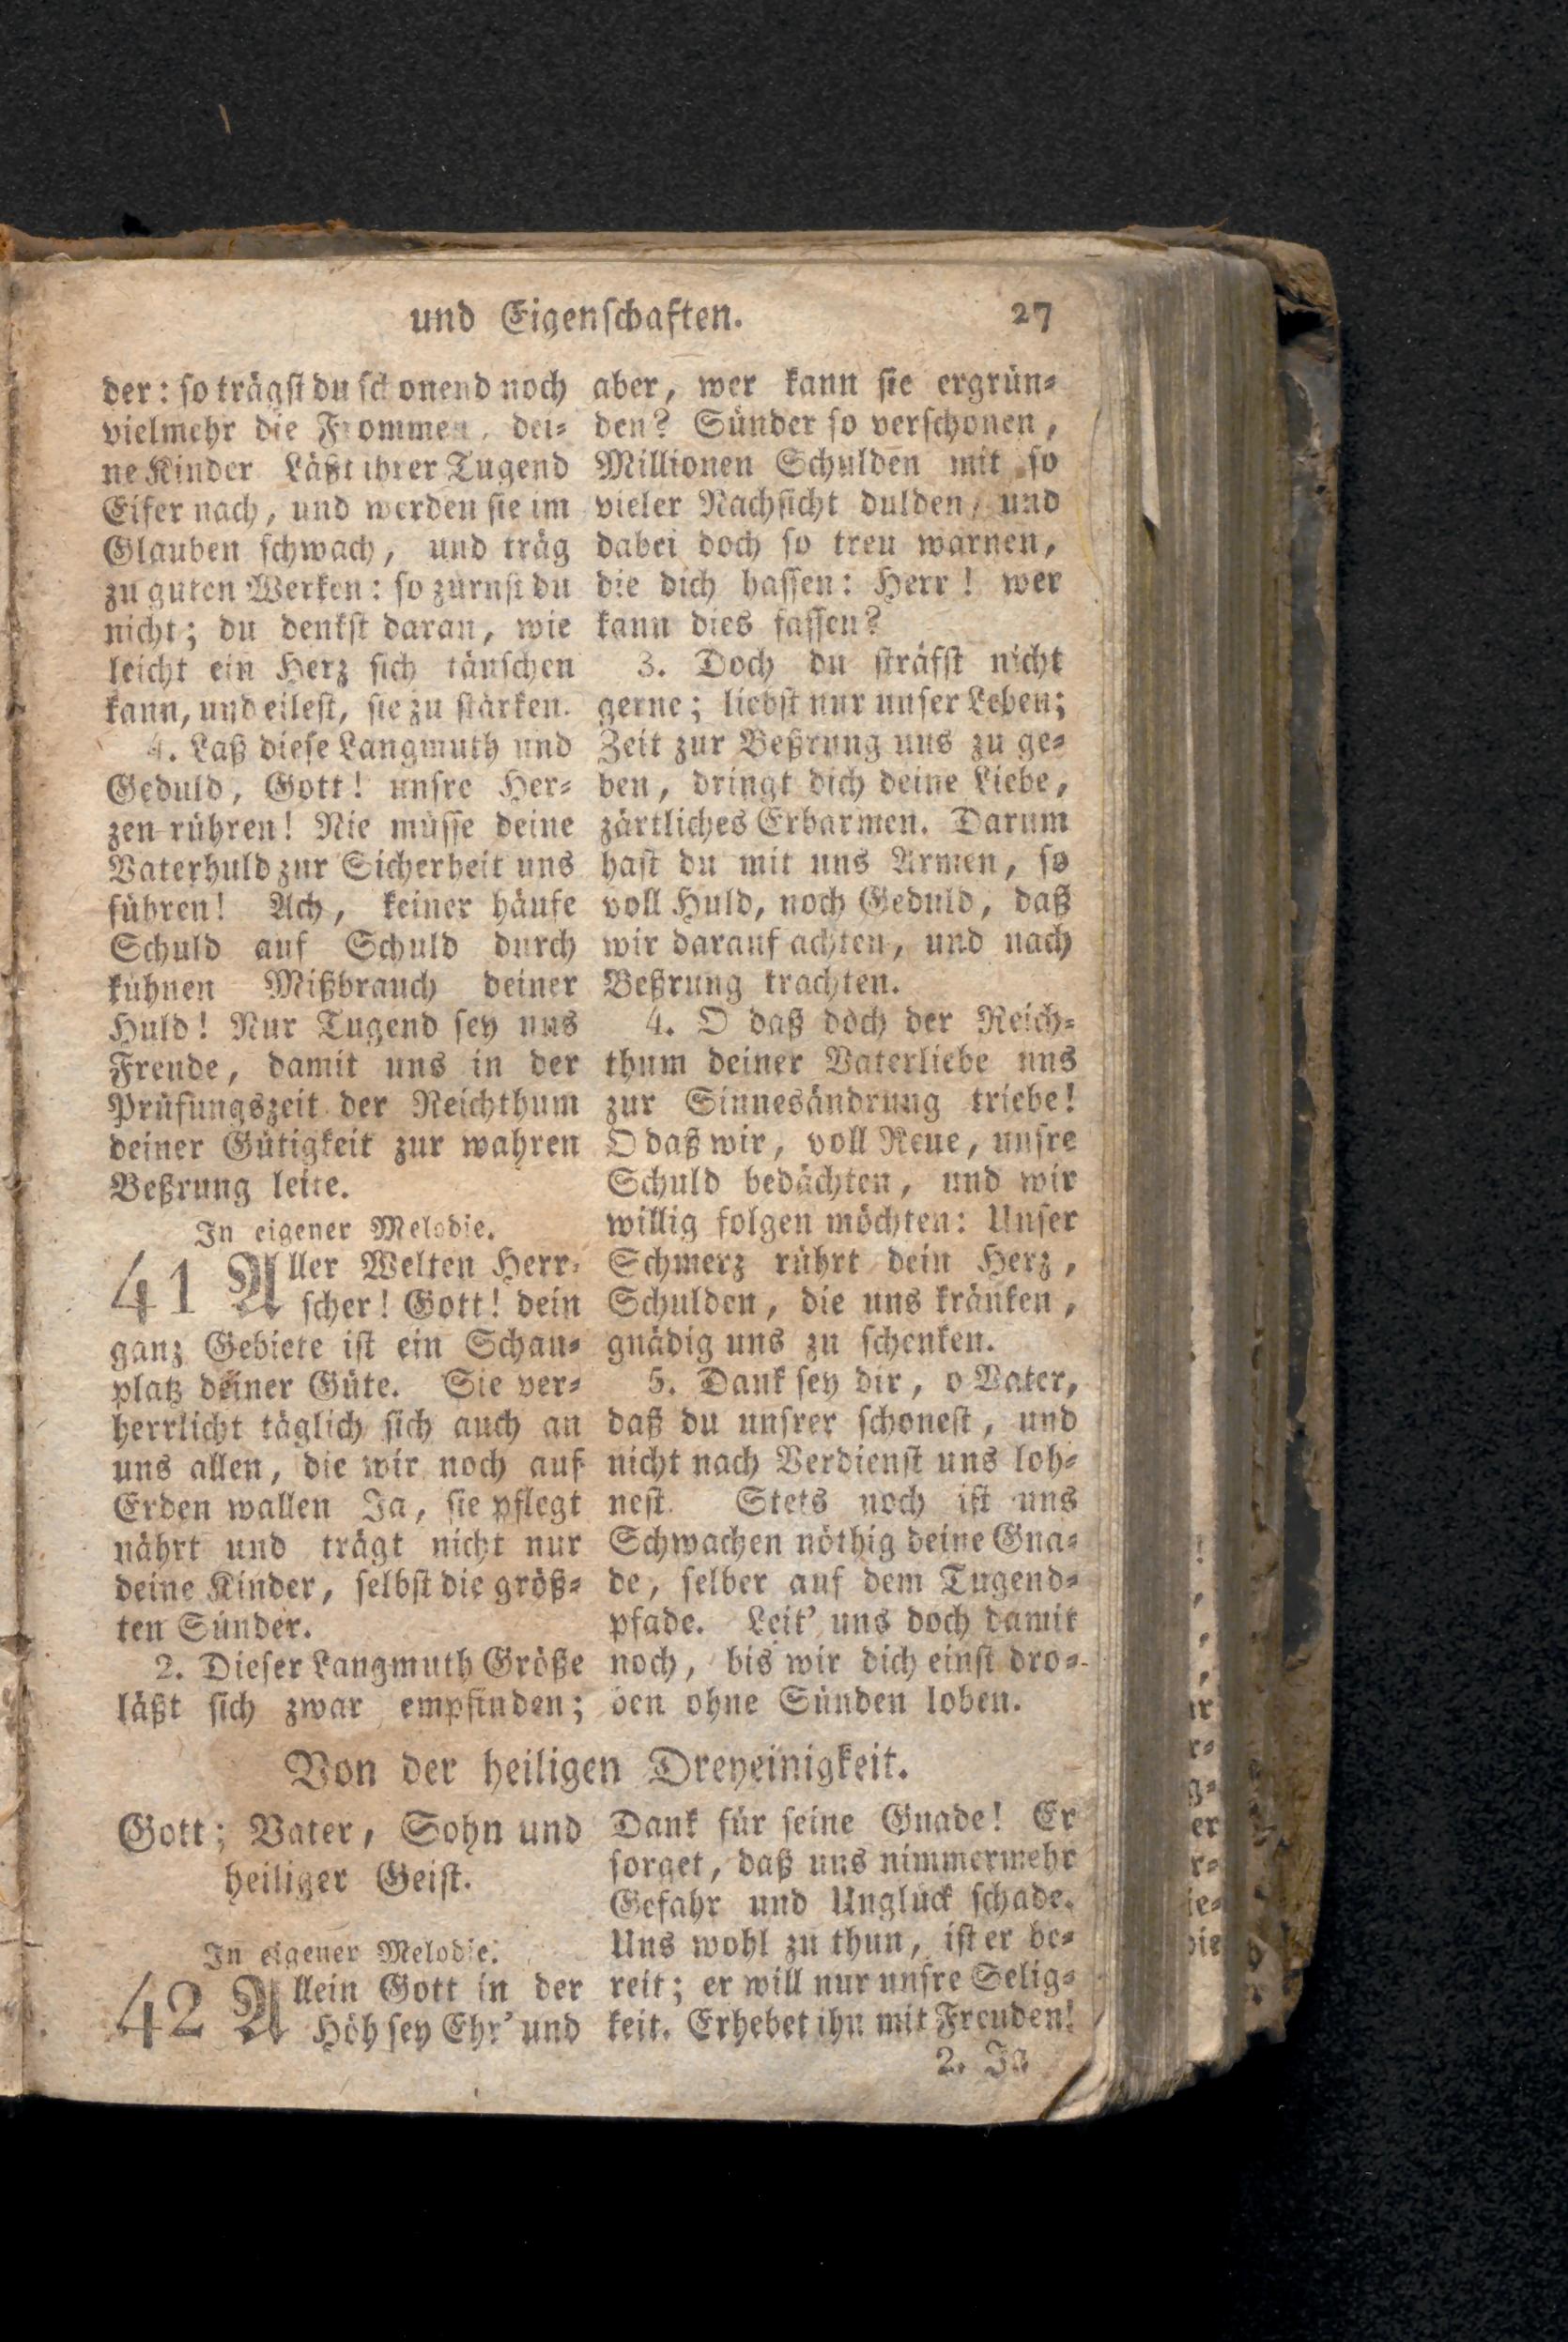 und Eigenschaften.
27
der: so trägst du schonend noch
vielmehr die Frommen, dei⸗
ne Kinder Läßt ihrer Tugend
Eifer nach, und werden sie im
Glauben schwach, und träg
zu guten Werken: so zürnst du
nicht; du denkst daran, wie
leicht ein Herz sich täuschen
kann, und eilest, sie zu stärken.
4. Laß diese Langmuth und
Geduld, Gott! unsre Her⸗
zen rühren! Nie müsse deine
Vaterhuld zur Sicherheit uns
führen! Ach, keiner häufe
Schuld auf Schuld durch
kühnen Mißbrauch deiner
Huld! Nur Tugend sey uns
Freude, damit uns in der
Prüfungszeit der Reichthum
deiner Gütigkeit zur wahren
Beßrung leite.
In eigener Melodie.
41 Aller Welten Herr⸗
scher! Gott! dein
ganz Gebiete ist ein Schau⸗
platz deiner Güte. Sie ver⸗
herrlicht täglich sich auch an
uns allen, die wir noch auf
Erden wallen Ja, sie pflegt
nährt und trägt nicht nur
deine Kinder, selbst die größ⸗
ten Sünder.
2. Dieser Langmuth Größe
läßt sich zwar empfinden;
aber, wer kann sie ergrün⸗
den? Sünder so verschonen,
Millionen Schulden mit so
vieler Nachsicht dulden, und
dabei doch so treu warnen,
die dich hassen: Herr! wer
kann dies fassen?
3. Doch du sträfst nicht
gerne; liebst nur unser Leben;
Zeit zur Beßrung uns zu ge⸗
ben, dringt dich deine Liebe,
zärtliches Erbarmen. Darum
hast du mit uns Armen, so
voll Huld, noch Geduld, daß
wir darauf achten, und nach
Beßrung trachten.
4. O daß doch der Reich⸗
thum deiner Vaterliebe uns
zur Sinnesändrung triebe!
O daß wir, voll Reue, unsre
Schuld bedächten, und wir
willig folgen möchten: Unser
Schmerz rührt dein Herz,
Schulden, die uns kränken,
gnädig uns zu schenken.
5. Dank sey dir, o Vater,
daß du unsrer schonest, und
nicht nach Verdienst uns loh⸗
nest. Stets noch ist uns
Schwachen nöthig deine Gna⸗
de, selber auf dem Tugend⸗
pfade. Leit' uns doch damit
noch, bis wir dich einst dro⸗
ben ohne Sünden loben.
Von der heiligen Dreyeinigkeit.
Gott; Vater, Sohn und
heiliger Geist.
In eigener Melodie.
42 Allein Gott in der
Höh sey Ehr' und
Dank für seine Gnade! Er
sorget, daß uns nimmermehr
Gefahr und Unglück schade.
Uns wohl zu thun, ist er be⸗
reit; er will nur unsre Selig⸗
keit. Erhebet ihn mit Freuden!
2. Ja